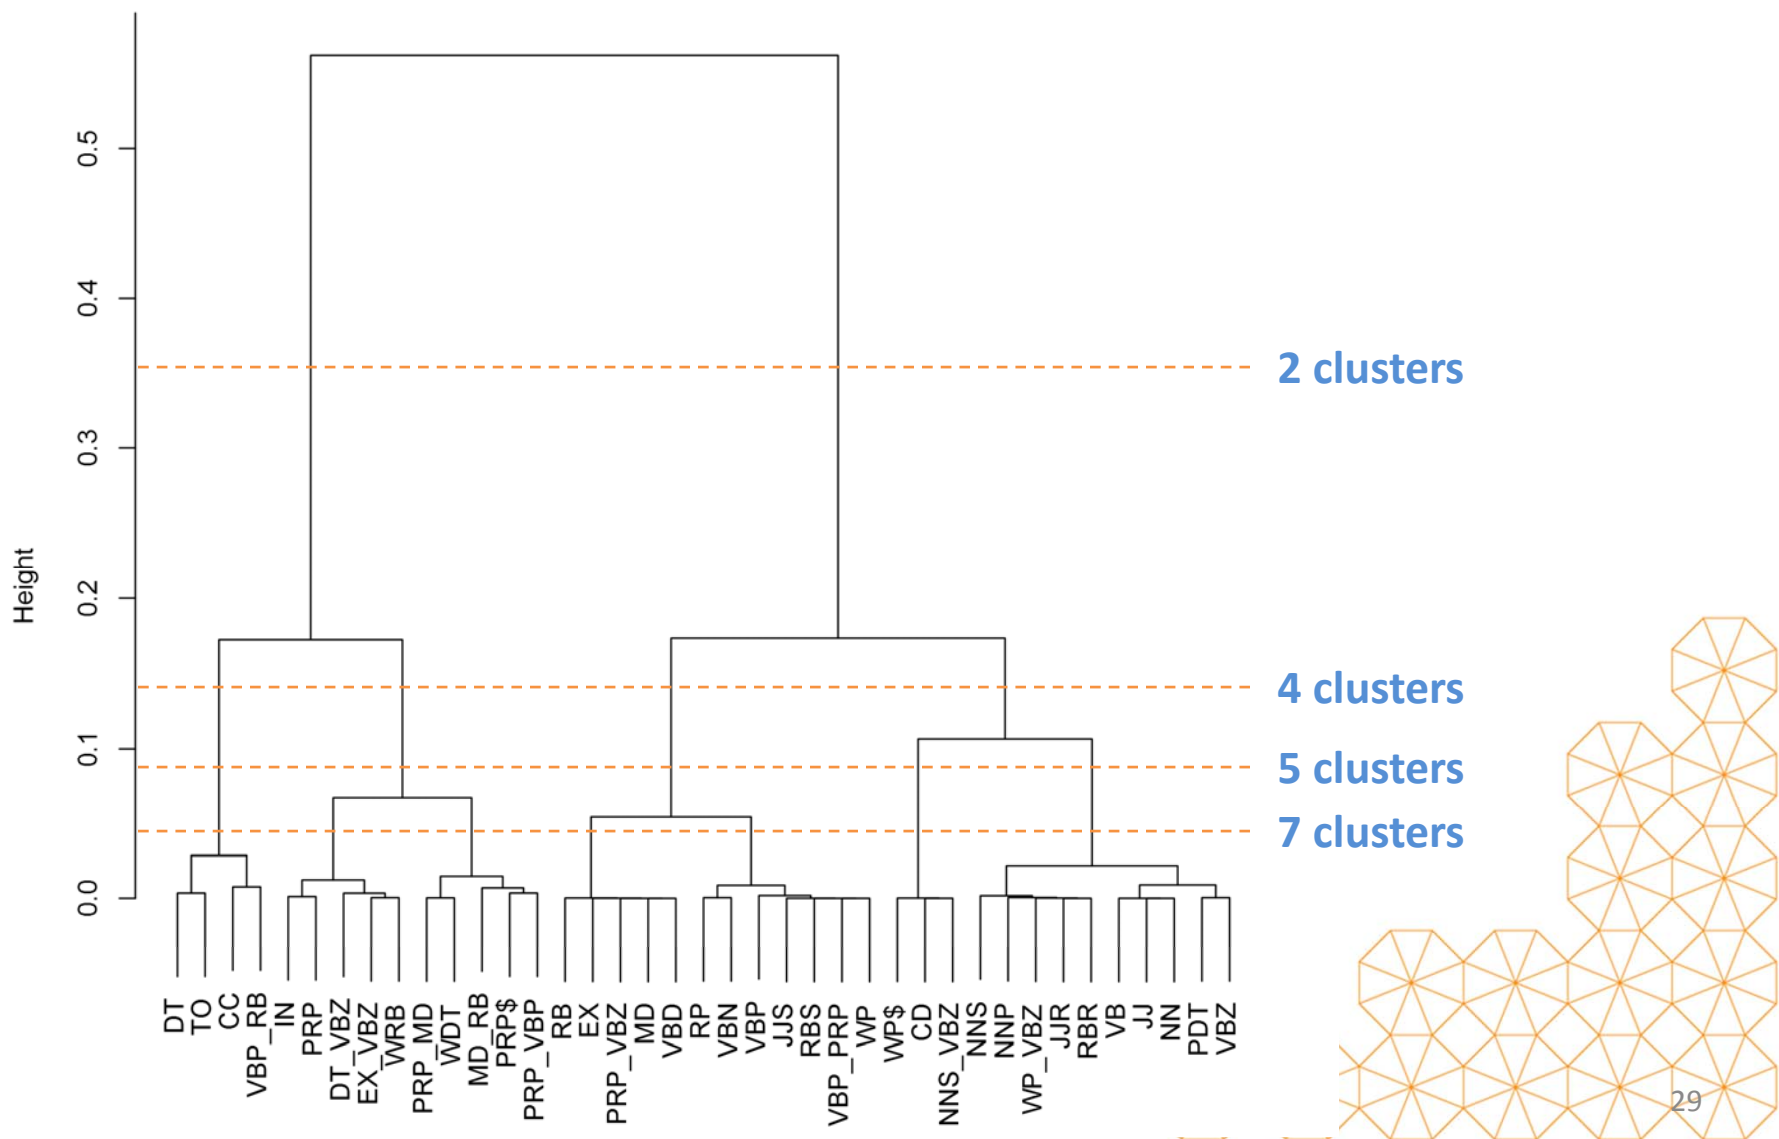 0.5
0.4
0.3
0.2
0.1
0.0
Height
2 clusters
4 clusters
5 clusters
7 clusters
DT
TO
CC
VBP_RB
IN
PRP
DT_VBZ
EX_VBZ
WRB
PRP_MD
WDT
MD_RB
PRP$
PRP_VBP
RB
EX
PRP_VBZ
MD
VBD
RP
VBN
VBP
JJS
RBS
VBP_PRP
WP
WP$
CD
NNS_VBZ
NNS
NNP
WP_VBZ
JJR
RBR
VB
JJ
NN
PDT
VBZ
29